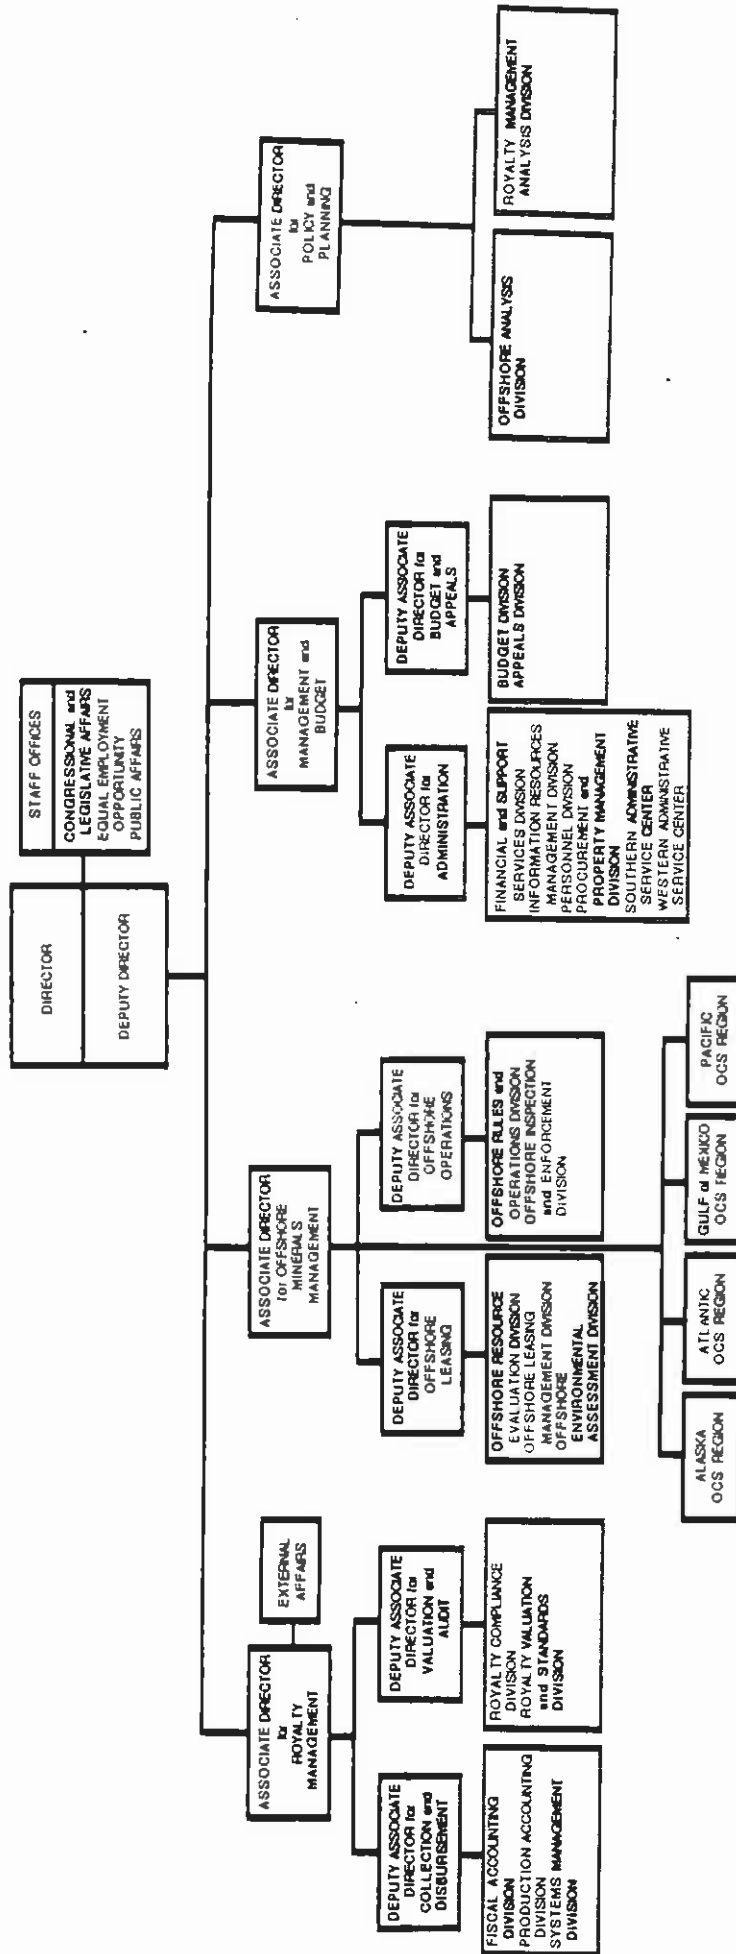 DIRECTOR
DEPUTY DIRECTOR
STAFF OFFICES
CONGRESSIONAL and
LEGISLATIVE AFFAIRS
EQUAL EMPLOYMENT
OPPORTUNITY
PUBLIC AFFAIRS
ASSOCIATE DIRECTOR
for
ROYALTY
MANAGEMENT
EXTERNAL
AFFAIRS
ASSOCIATE DIRECTOR
for OFFSHORE
MINERALS
MANAGEMENT
ASSOCIATE DIRECTOR
for
MANAGEMENT and
BUDGET
ASSOCIATE DIRECTOR
for
POLICY and
PLANNING
DEPUTY ASSOCIATE
DIRECTOR for
COLLECTION and
DISBURSEMENT
DEPUTY ASSOCIATE
DIRECTOR for
VALUATION and
AUDIT
DEPUTY ASSOCIATE
DIRECTOR for
OFFSHORE
LEASING
DEPUTY ASSOCIATE
DIRECTOR for
OFFSHORE
OPERATIONS
DEPUTY ASSOCIATE
DIRECTOR for
ADMINISTRATION
DEPUTY ASSOCIATE
DIRECTOR for
BUDGET and
APPEALS
FISCAL ACCOUNTING
DIVISION
PRODUCTION ACCOUNTING
DIVISION
SYSTEMS MANAGEMENT
DIVISION
ROYALTY COMPLIANCE
DIVISION
ROYALTY VALUATION
and STANDARDS
DIVISION
OFFSHORE RESOURCE
EVALUATION DIVISION
OFFSHORE LEASING
MANAGEMENT DIVISION
OFFSHORE
ENVIRONMENTAL
ASSESSMENT DIVISION
OFFSHORE RULES and
OPERATIONS DIVISION
OFFSHORE INSPECTION
and ENFORCEMENT
DIVISION
FINANCIAL and SUPPORT
SERVICES DIVISION
INFORMATION RESOURCES
MANAGEMENT DIVISION
PERSONNEL DIVISION
PROCUREMENT and
PROPERTY MANAGEMENT
DIVISION
SOUTHERN ADMINISTRATIVE
SERVICE CENTER
WESTERN ADMINISTRATIVE
SERVICE CENTER
BUDGET DIVISION
APPEALS DIVISION
OFFSHORE ANALYSIS
DIVISION
ROYALTY MANAGEMENT
ANALYSIS DIVISION
ALASKA
OCS REGION
ATLANTIC
OCS REGION
GULF of MEXICO
OCS REGION
PACIFIC
OCS REGION